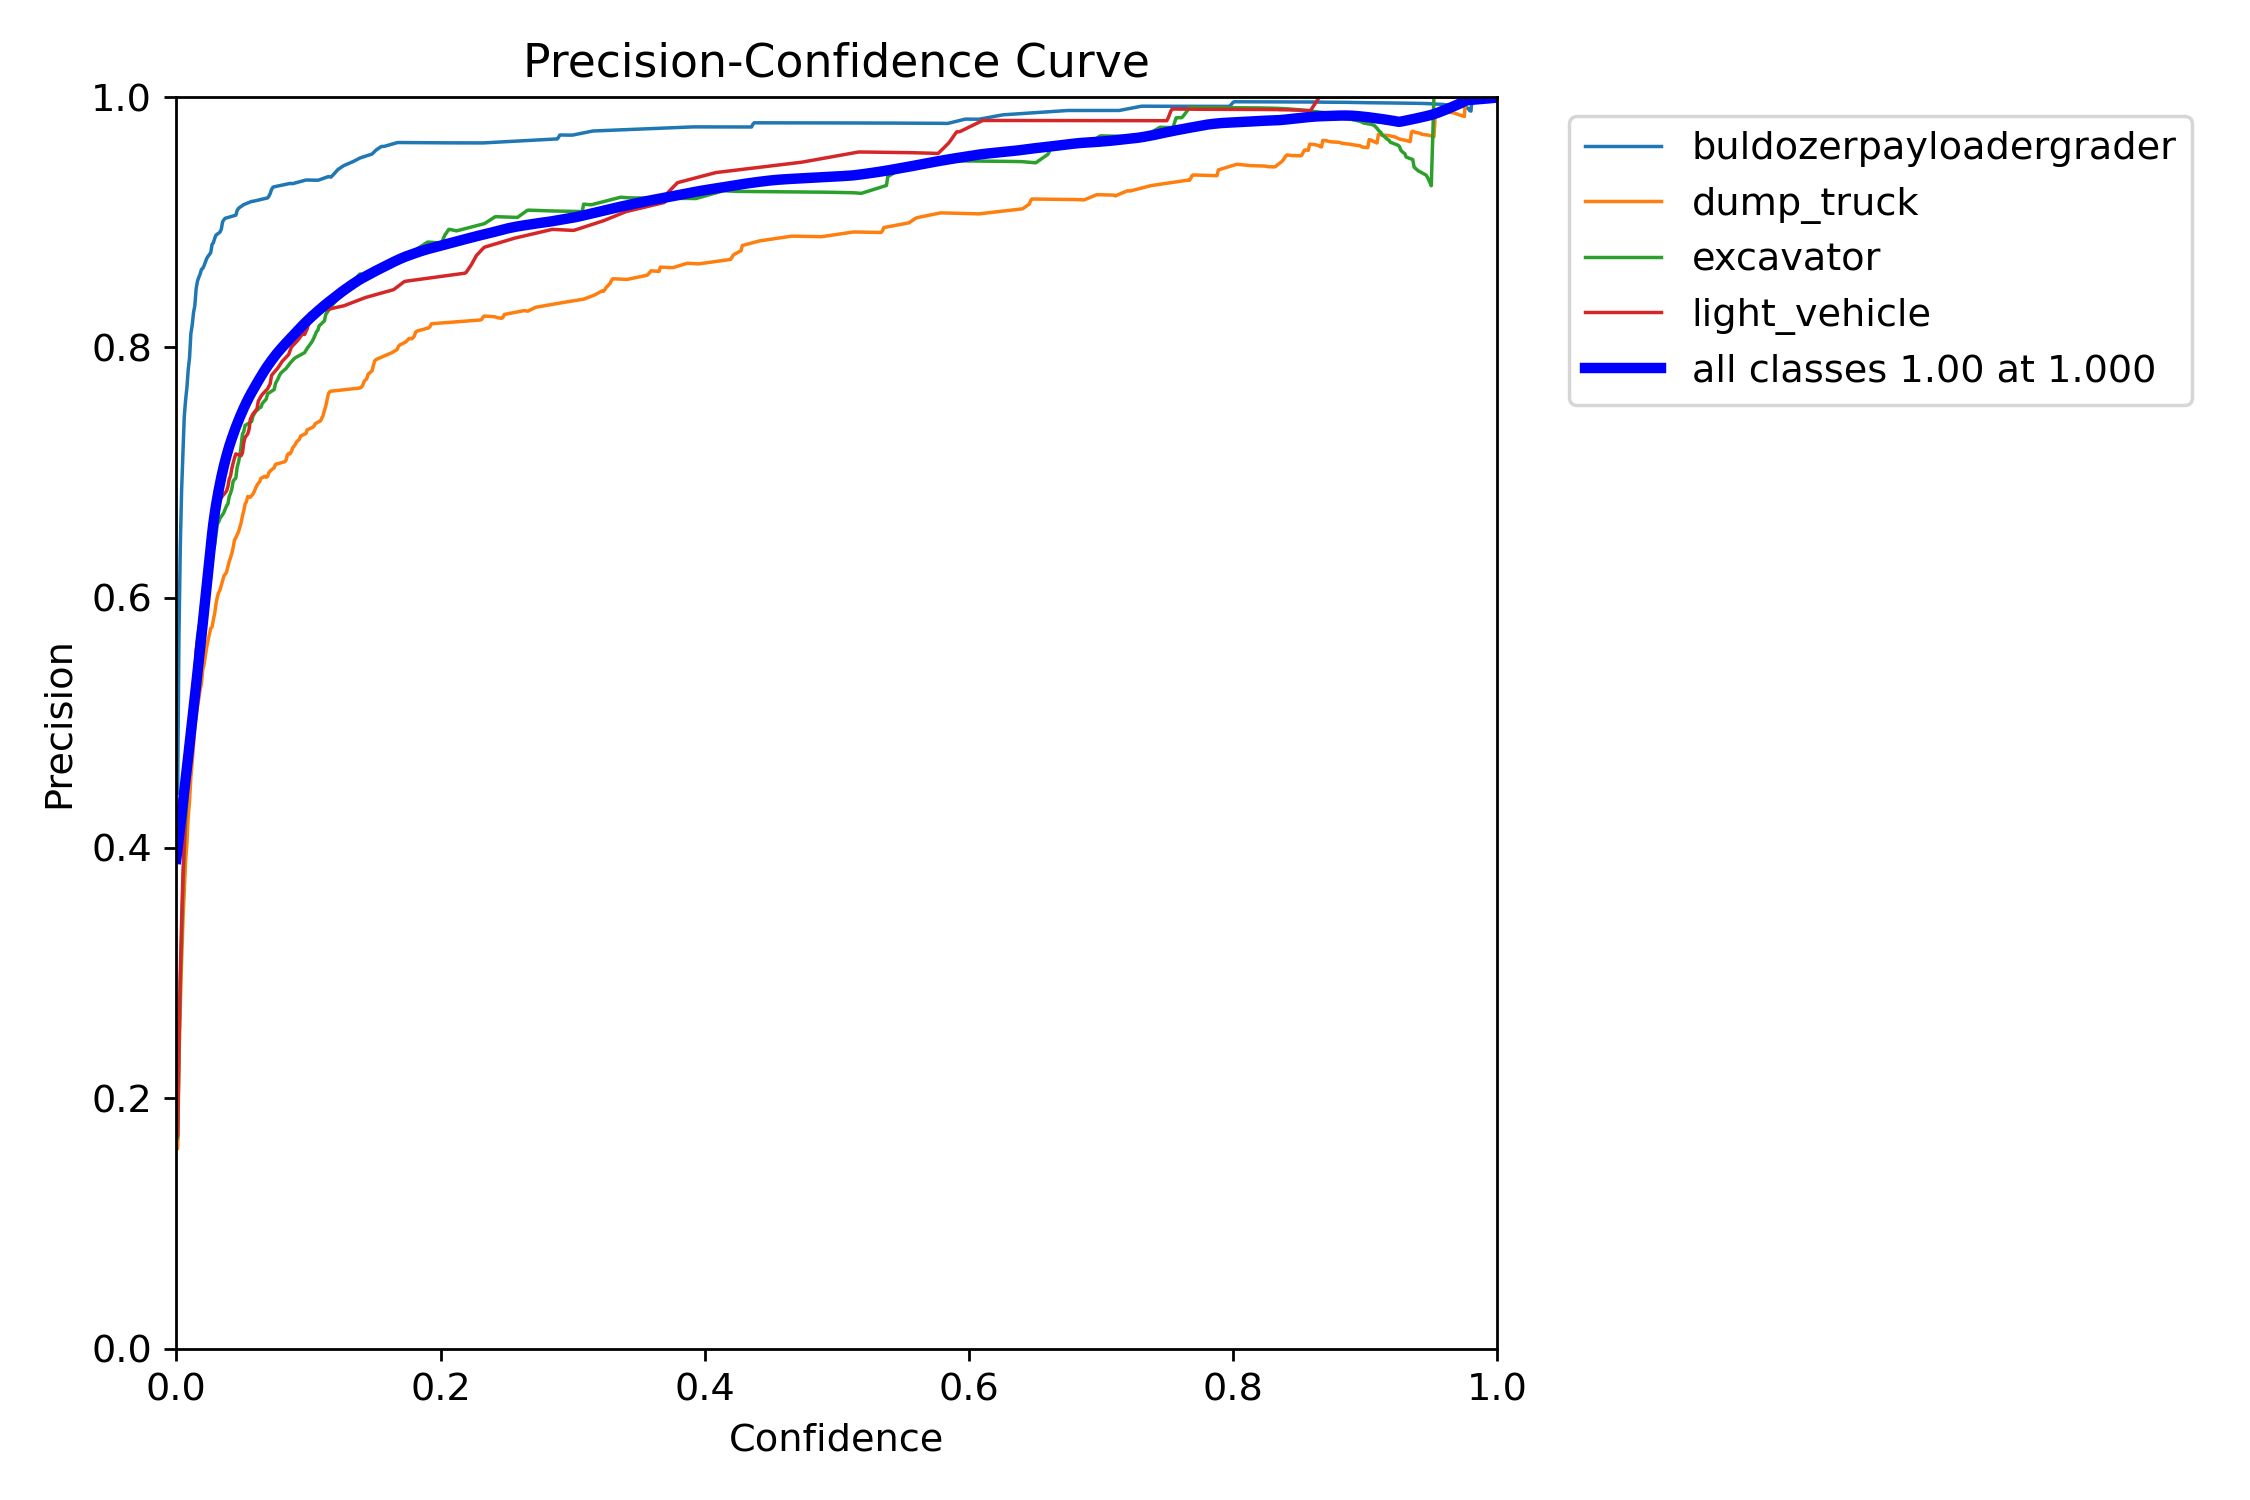 Precision-Confidence Curve
1.0
0.8
0.6
0.4
0.2
0.0
Precision
0.0 0.2 0.4 0.6 0.8 1.0
Confidence
buldozerpayloadergrader
dump_truck
excavator
light_vehicle
all classes 1.00 at 1.000